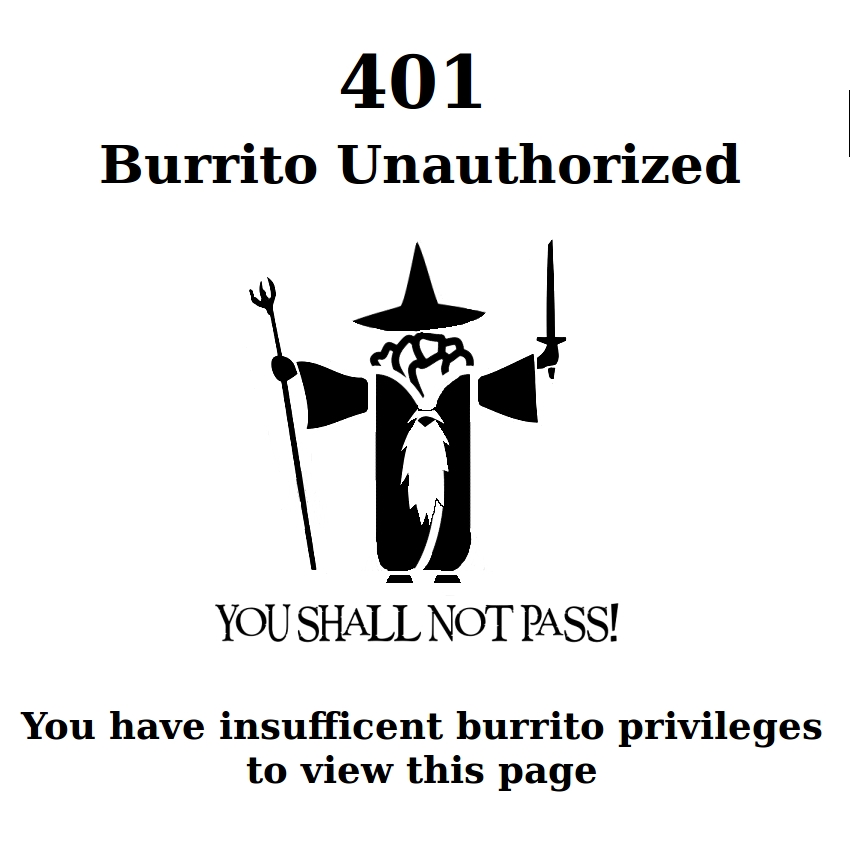 401
Burrito Unauthorized
YOU SHALL NOT PASS!
You have insufficent burrito privileges
to view this page